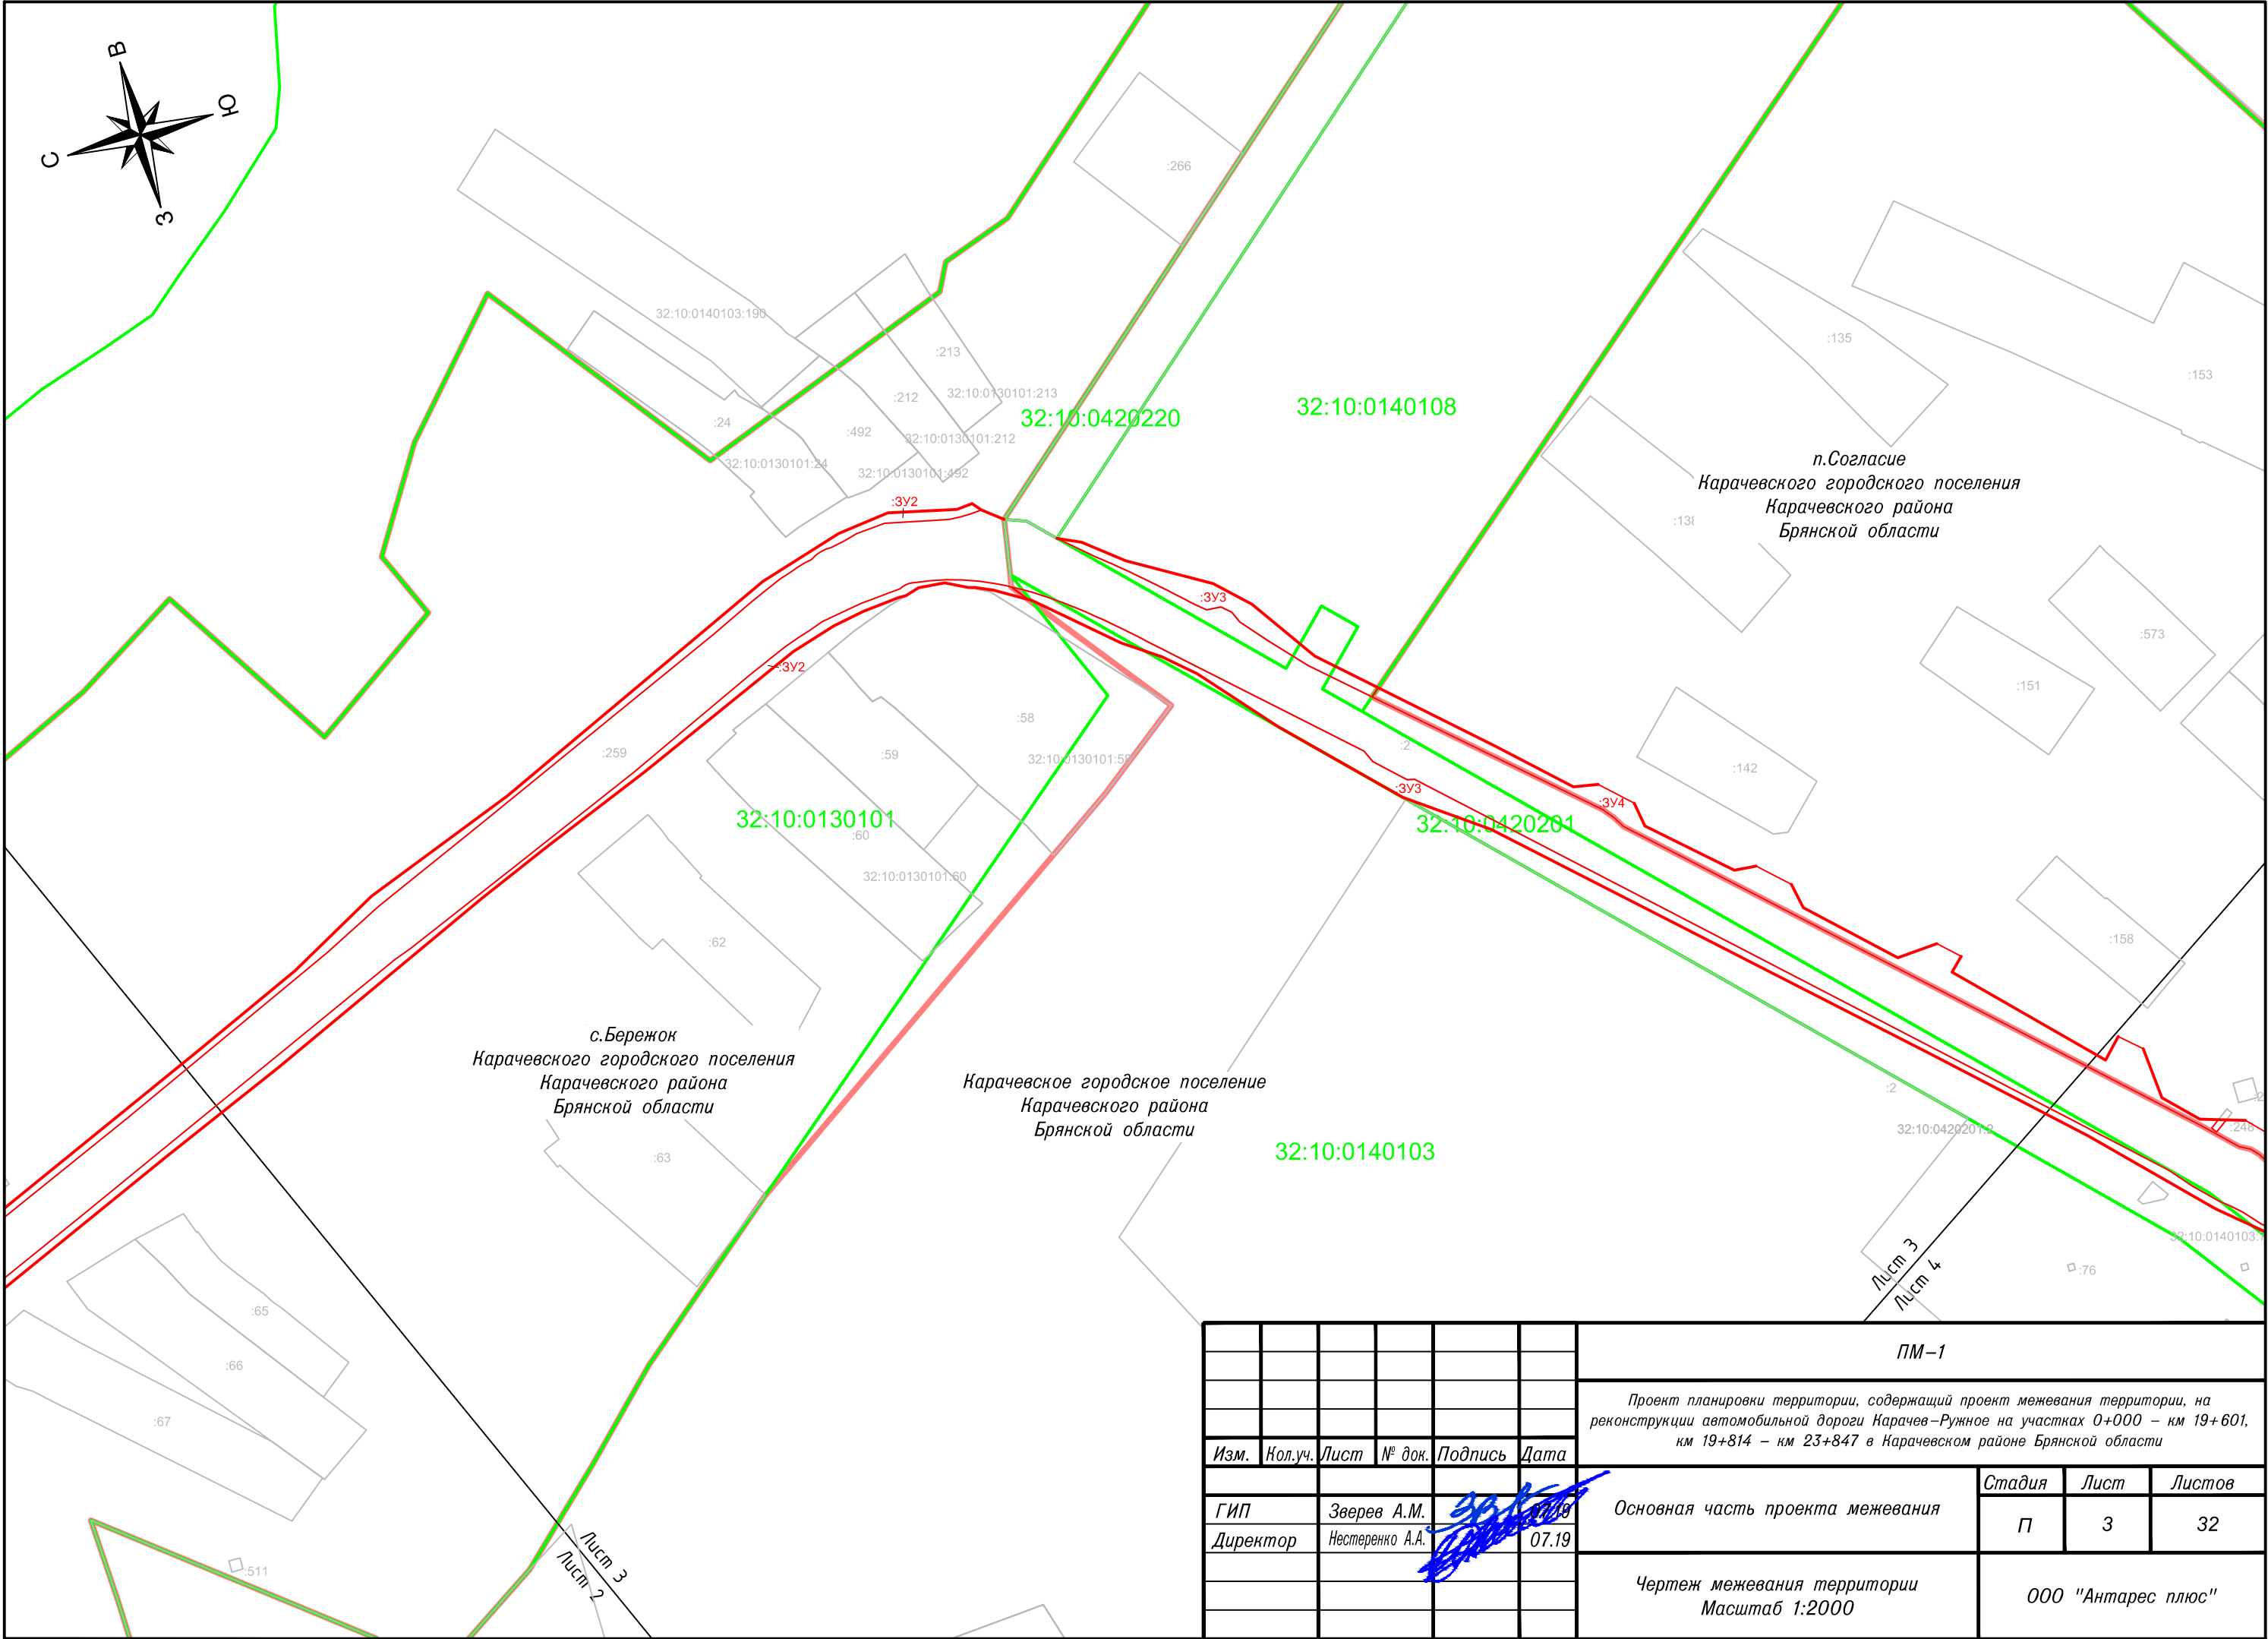 В
Ю
С
З
:266
32:10:0140103:190
:213
32:10:0130101:213
:212
32:10:0130101:212
:492
32:10:0130101:492
:24
32:10:0130101:24
32:10:0420220
32:10:0140108
:135
:153
п.Согласие
Карачевского городского поселения
Карачевского района
Брянской области
:138
:ЗУ2
:ЗУ3
:573
:151
:ЗУ2
:58
:2
:259
:59
32:10:0130101:58
:142
:ЗУ3
:ЗУ4
32:10:0130101
:60
32:10:0420201
32:10:0130101:60
:62
:158
с.Бережок
Карачевского городского поселения
Карачевского района
Брянской области
Карачевское городское поселение
Карачевского района
Брянской области
:2
32:10:0420201:2
:248
:63
32:10:0140103
32:10:0140103:
Лист 3
Лист 4
:76
:65
:66
:67
:511
Лист 3
Лист 2
ПМ-1
Проект планировки территории, содержащий проект межевания территории, на
реконструкции автомобильной дороги Карачев-Ружное на участках 0+000 - км 19+601,
км 19+814 - км 23+847 в Карачевском районе Брянской области
Изм. Кол.уч. Лист № док. Подпись Дата
ГИП Зверев А.М. 07.19
Директор Нестеренко А.А. 07.19
Основная часть проекта межевания
Стадия Лист Листов
П 3 32
Чертеж межевания территории
Масштаб 1:2000
ООО "Антарес плюс"